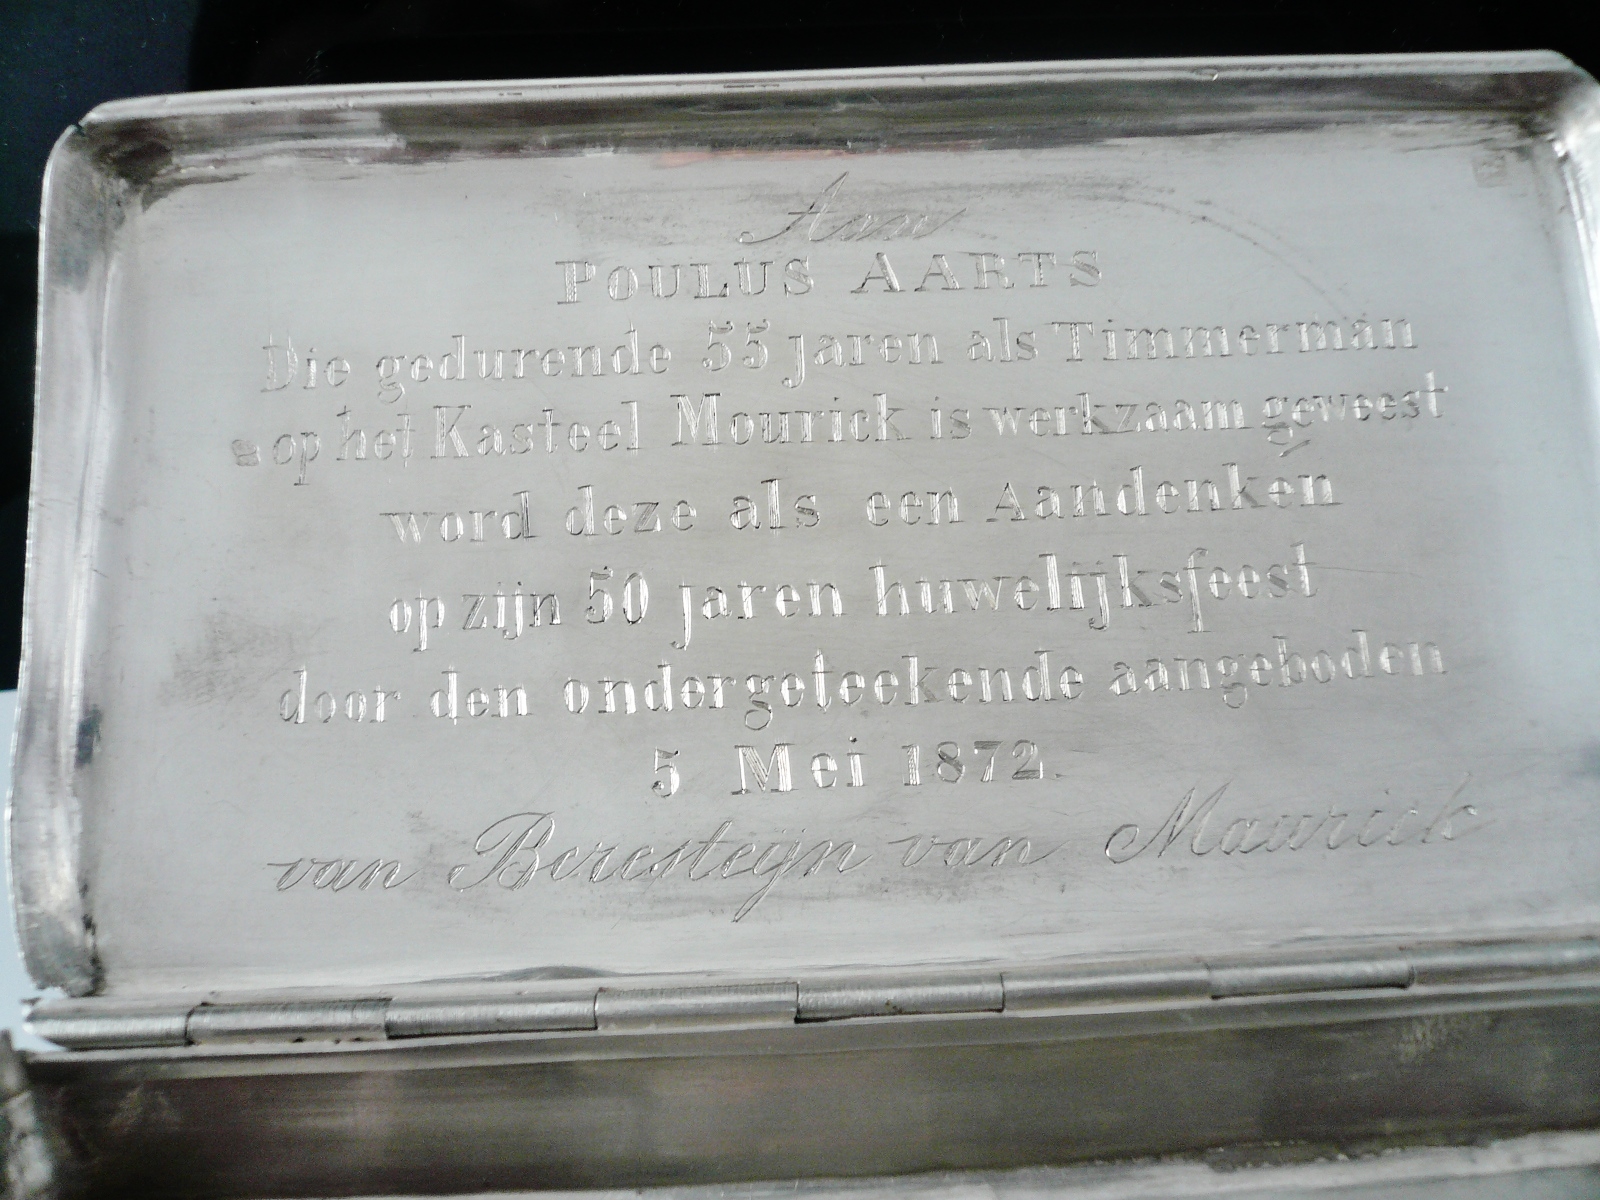 Aan
POULUS AARTS
Die gedurende 55 jaren als Timmerman
op het Kasteel Mourick is werkzaam geweest
word deze als een Aandenken
op zijn 50 jaren huwelijksfeest
door den ondergeteekende aangeboden
5 Mei 1872.
van Beresteijn van Maurick